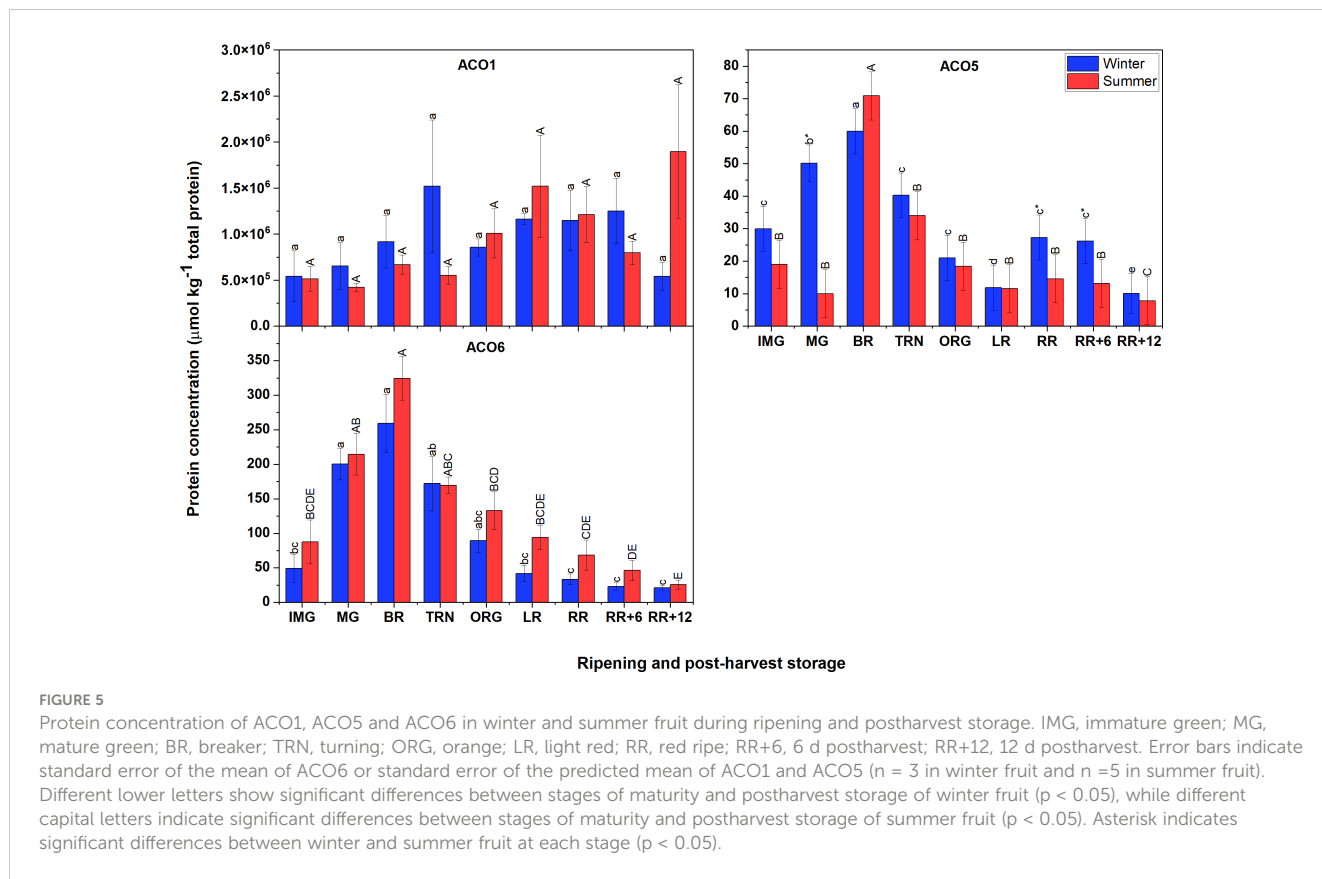 3.0×10⁶
2.5×10⁶
2.0×10⁶
1.5×10⁶
1.0×10⁶
5.0×10⁵
0.0
ACO1
a A a A a A a A a A a A a A a A a A
80
70
60
50
40
30
20
10
0
ACO5
Winter
Summer
c B b* B a A c B c B d B c* B c* B e C
IMG MG BR TRN ORG LR RR RR+6 RR+12
350
300
250
200
150
100
50
0
ACO6
bc BCDE a AB a A ab ABC abc BCD bc BCDE c CDE c DE c E
IMG MG BR TRN ORG LR RR RR+6 RR+12
Protein concentration (μmol kg⁻¹ total protein)
Ripening and post-harvest storage
FIGURE 5
Protein concentration of ACO1, ACO5 and ACO6 in winter and summer fruit during ripening and postharvest storage. IMG, immature green; MG,
mature green; BR, breaker; TRN, turning; ORG, orange; LR, light red; RR, red ripe; RR+6, 6 d postharvest; RR+12, 12 d postharvest. Error bars indicate
standard error of the mean of ACO6 or standard error of the predicted mean of ACO1 and ACO5 (n = 3 in winter fruit and n =5 in summer fruit).
Different lower letters show significant differences between stages of maturity and postharvest storage of winter fruit (p < 0.05), while different
capital letters indicate significant differences between stages of maturity and postharvest storage of summer fruit (p < 0.05). Asterisk indicates
significant differences between winter and summer fruit at each stage (p < 0.05).